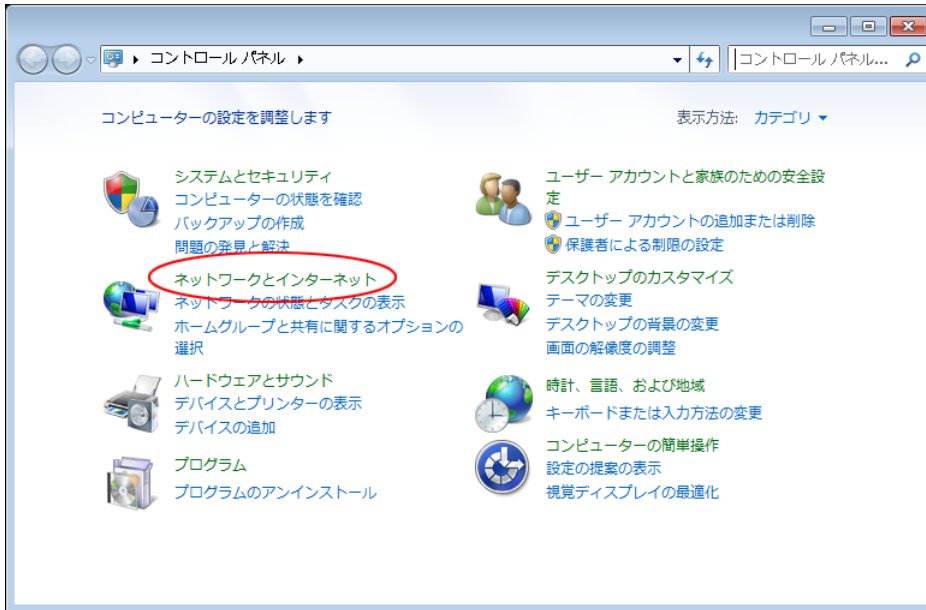 コントロール パネル
コントロール パネル...
コンピューターの設定を調整します
表示方法: カテゴリ
システムとセキュリティ
コンピューターの状態を確認
バックアップの作成
問題の発見と解決
ネットワークとインターネット
ネットワークの状態とタスクの表示
ホームグループと共有に関するオプションの
選択
ハードウェアとサウンド
デバイスとプリンターの表示
デバイスの追加
プログラム
プログラムのアンインストール
ユーザー アカウントと家族のための安全設
定
ユーザー アカウントの追加または削除
保護者による制限の設定
デスクトップのカスタマイズ
テーマの変更
デスクトップの背景の変更
画面の解像度の調整
時計、言語、および地域
キーボードまたは入力方法の変更
コンピューターの簡単操作
設定の提案の表示
視覚ディスプレイの最適化